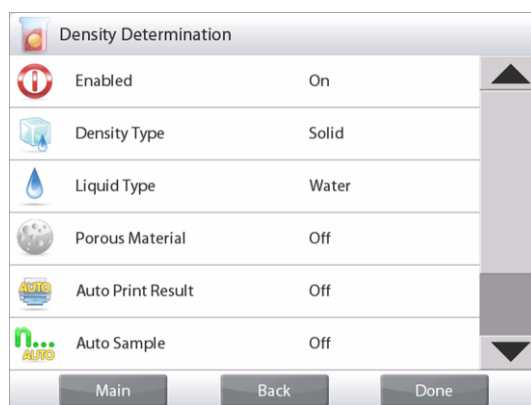 Density Determination
Enabled On
Density Type Solid
Liquid Type Water
Porous Material Off
AUTO Auto Print Result Off
n... AUTO Auto Sample Off
Main Back Done